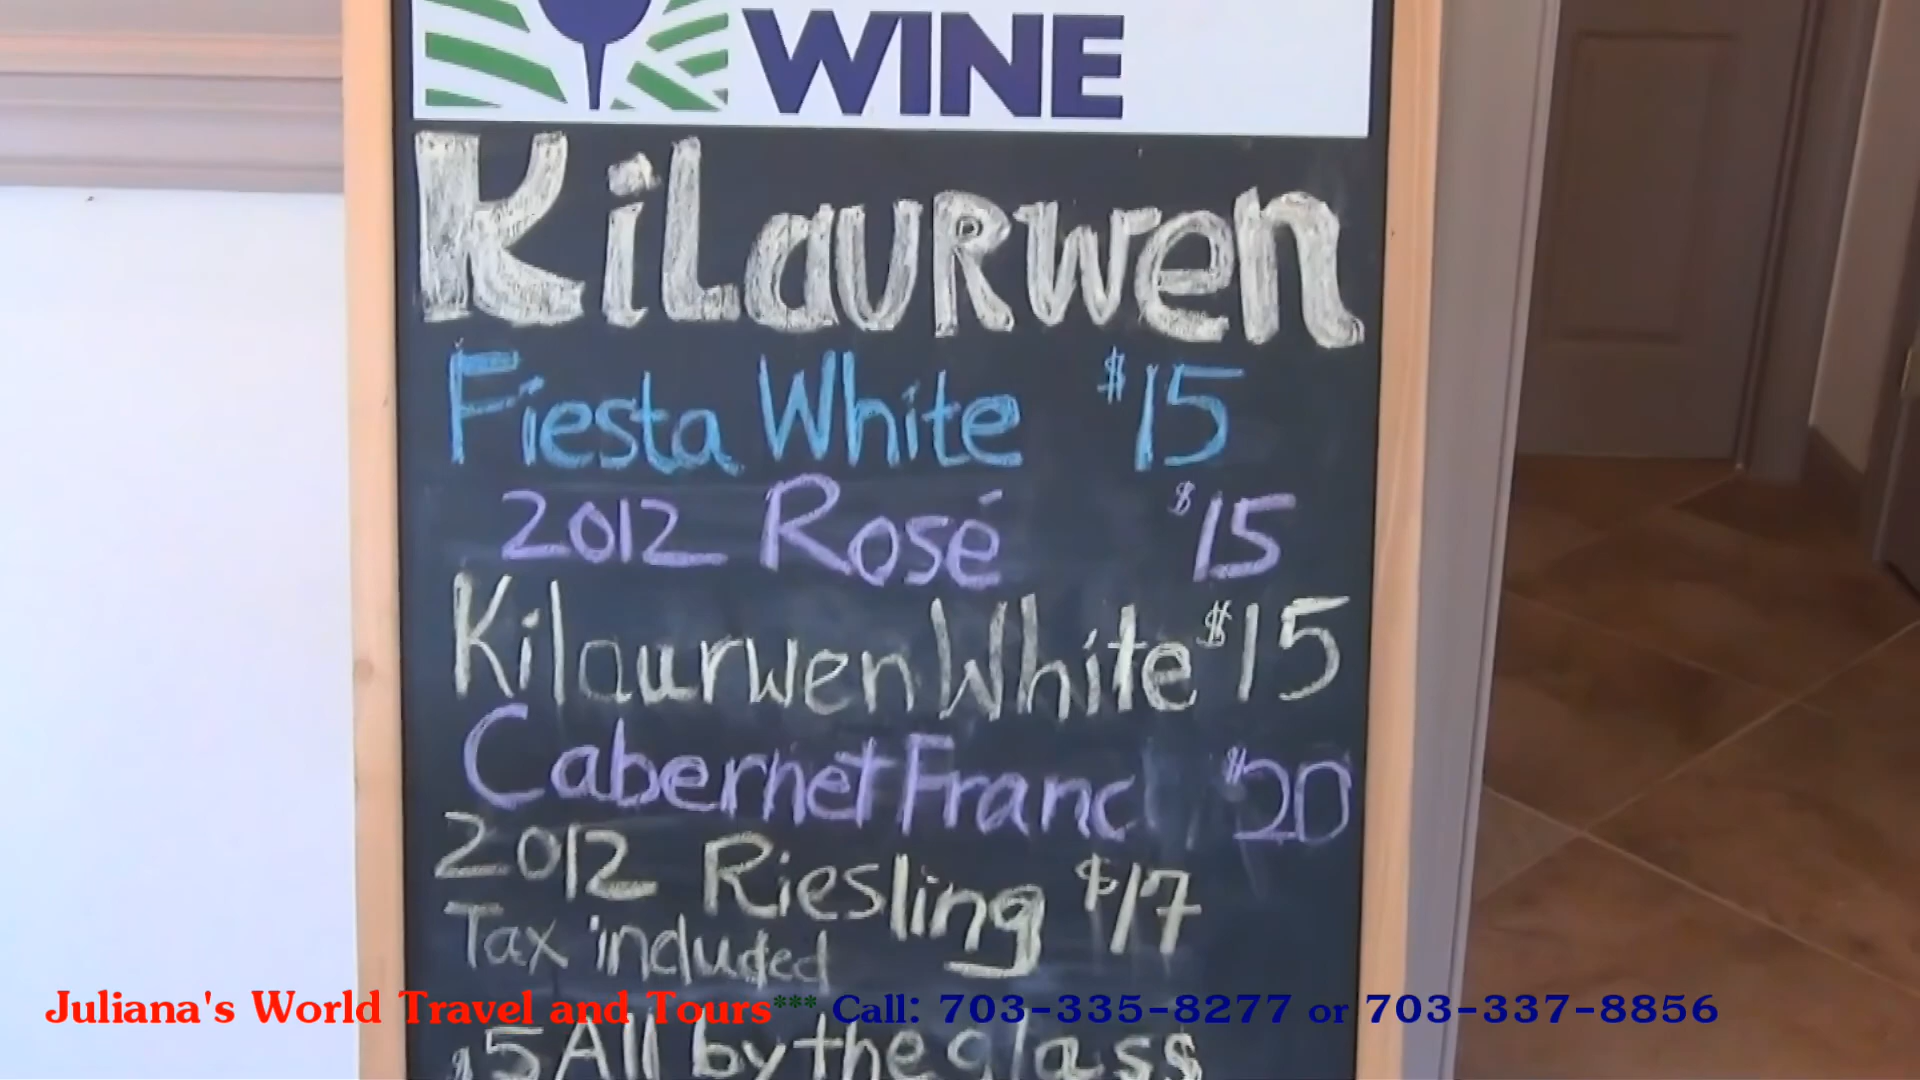 WINE
KiLauRwen
Fiesta White $15
2012 Rosé $15
Kilaurwen White $15
Cabernet Franc $20
2012 Riesling $17
Tax included
Juliana's World Travel and Tours*** Call: 703-335-8277 or 703-337-8856
$5 All by the glass